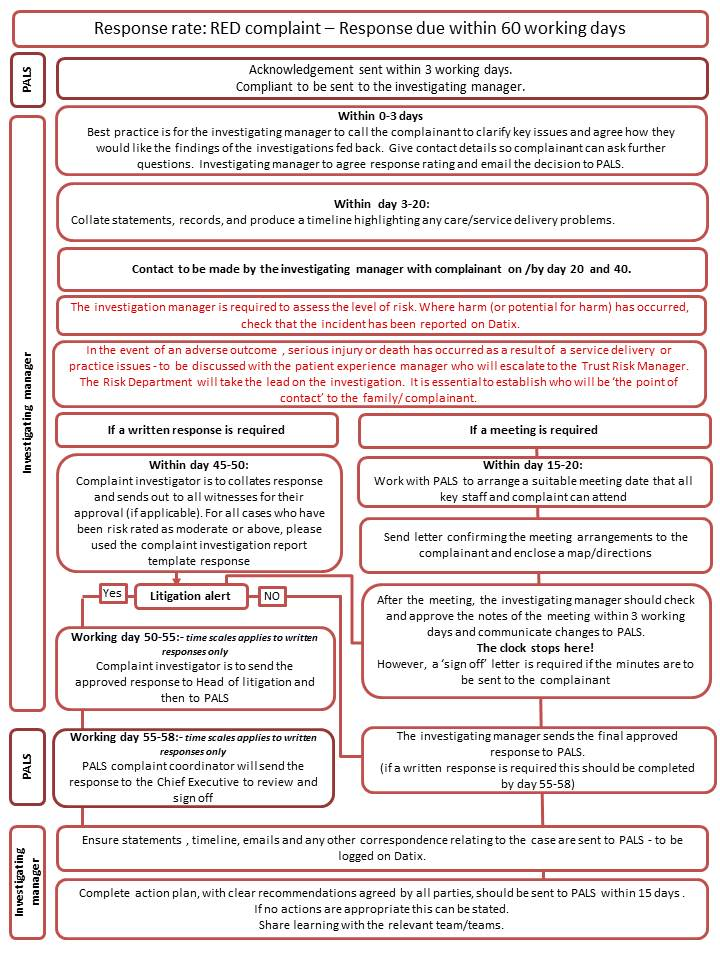 Response rate: RED complaint – Response due within 60 working days
PALS
Acknowledgement sent within 3 working days.
Compliant to be sent to the investigating manager.
Investigating manager
Within 0-3 days
Best practice is for the investigating manager to call the complainant to clarify key issues and agree how they
would like the findings of the investigations fed back. Give contact details so complainant can ask further
questions. Investigating manager to agree response rating and email the decision to PALS.
Within day 3-20:
Collate statements, records, and produce a timeline highlighting any care/service delivery problems.
Contact to be made by the investigating manager with complainant on /by day 20 and 40.
The investigation manager is required to assess the level of risk. Where harm (or potential for harm) has occurred,
check that the incident has been reported on Datix.
In the event of an adverse outcome , serious injury or death has occurred as a result of a service delivery or
practice issues - to be discussed with the patient experience manager who will escalate to the Trust Risk Manager.
The Risk Department will take the lead on the investigation. It is essential to establish who will be ‘the point of
contact’ to the family/ complainant.
If a written response is required
Within day 45-50:
Complaint investigator is to collates response
and sends out to all witnesses for their
approval (if applicable). For all cases who have
been risk rated as moderate or above, please
used the complaint investigation report
template response
Yes
Litigation alert
NO
Working day 50-55:- time scales applies to written
responses only
Complaint investigator is to send the
approved response to Head of litigation and
then to PALS
If a meeting is required
Within day 15-20:
Work with PALS to arrange a suitable meeting date that all
key staff and complaint can attend
Send letter confirming the meeting arrangements to the
complainant and enclose a map/directions
After the meeting, the investigating manager should check
and approve the notes of the meeting within 3 working
days and communicate changes to PALS.
The clock stops here!
However, a ‘sign off’ letter is required if the minutes are to
be sent to the complainant
PALS
Working day 55-58:- time scales applies to written
responses only
PALS complaint coordinator will send the
response to the Chief Executive to review and
sign off
The investigating manager sends the final approved
response to PALS.
(if a written response is required this should be completed
by day 55-58)
Investigating
manager
Ensure statements , timeline, emails and any other correspondence relating to the case are sent to PALS - to be
logged on Datix.
Complete action plan, with clear recommendations agreed by all parties, should be sent to PALS within 15 days .
If no actions are appropriate this can be stated.
Share learning with the relevant team/teams.